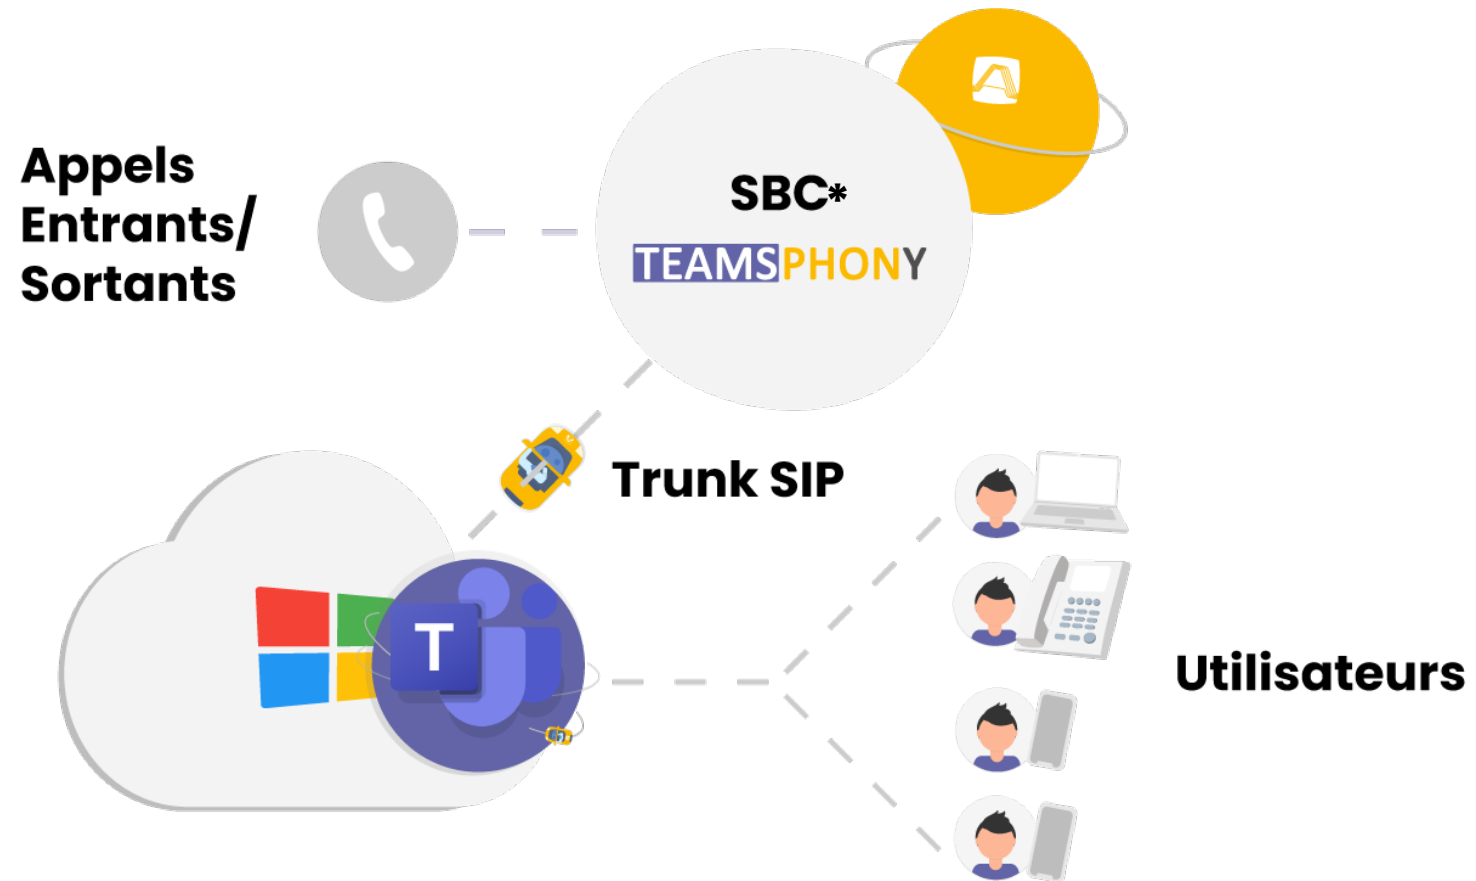 Appels
Entrants/
Sortants
SBC*
TEAMSPHONY
Trunk SIP
T
Utilisateurs